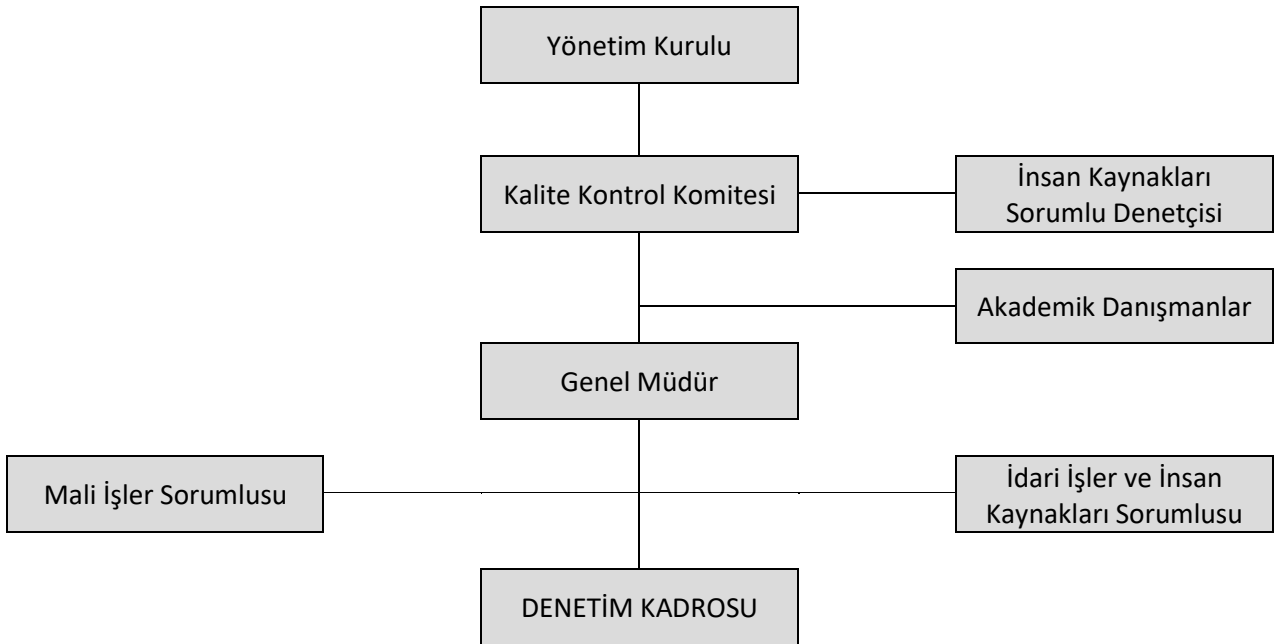 Yönetim Kurulu
Kalite Kontrol Komitesi
İnsan Kaynakları
Sorumlu Denetçisi
Akademik Danışmanlar
Genel Müdür
Mali İşler Sorumlusu
İdari İşler ve İnsan
Kaynakları Sorumlusu
DENETİM KADROSU